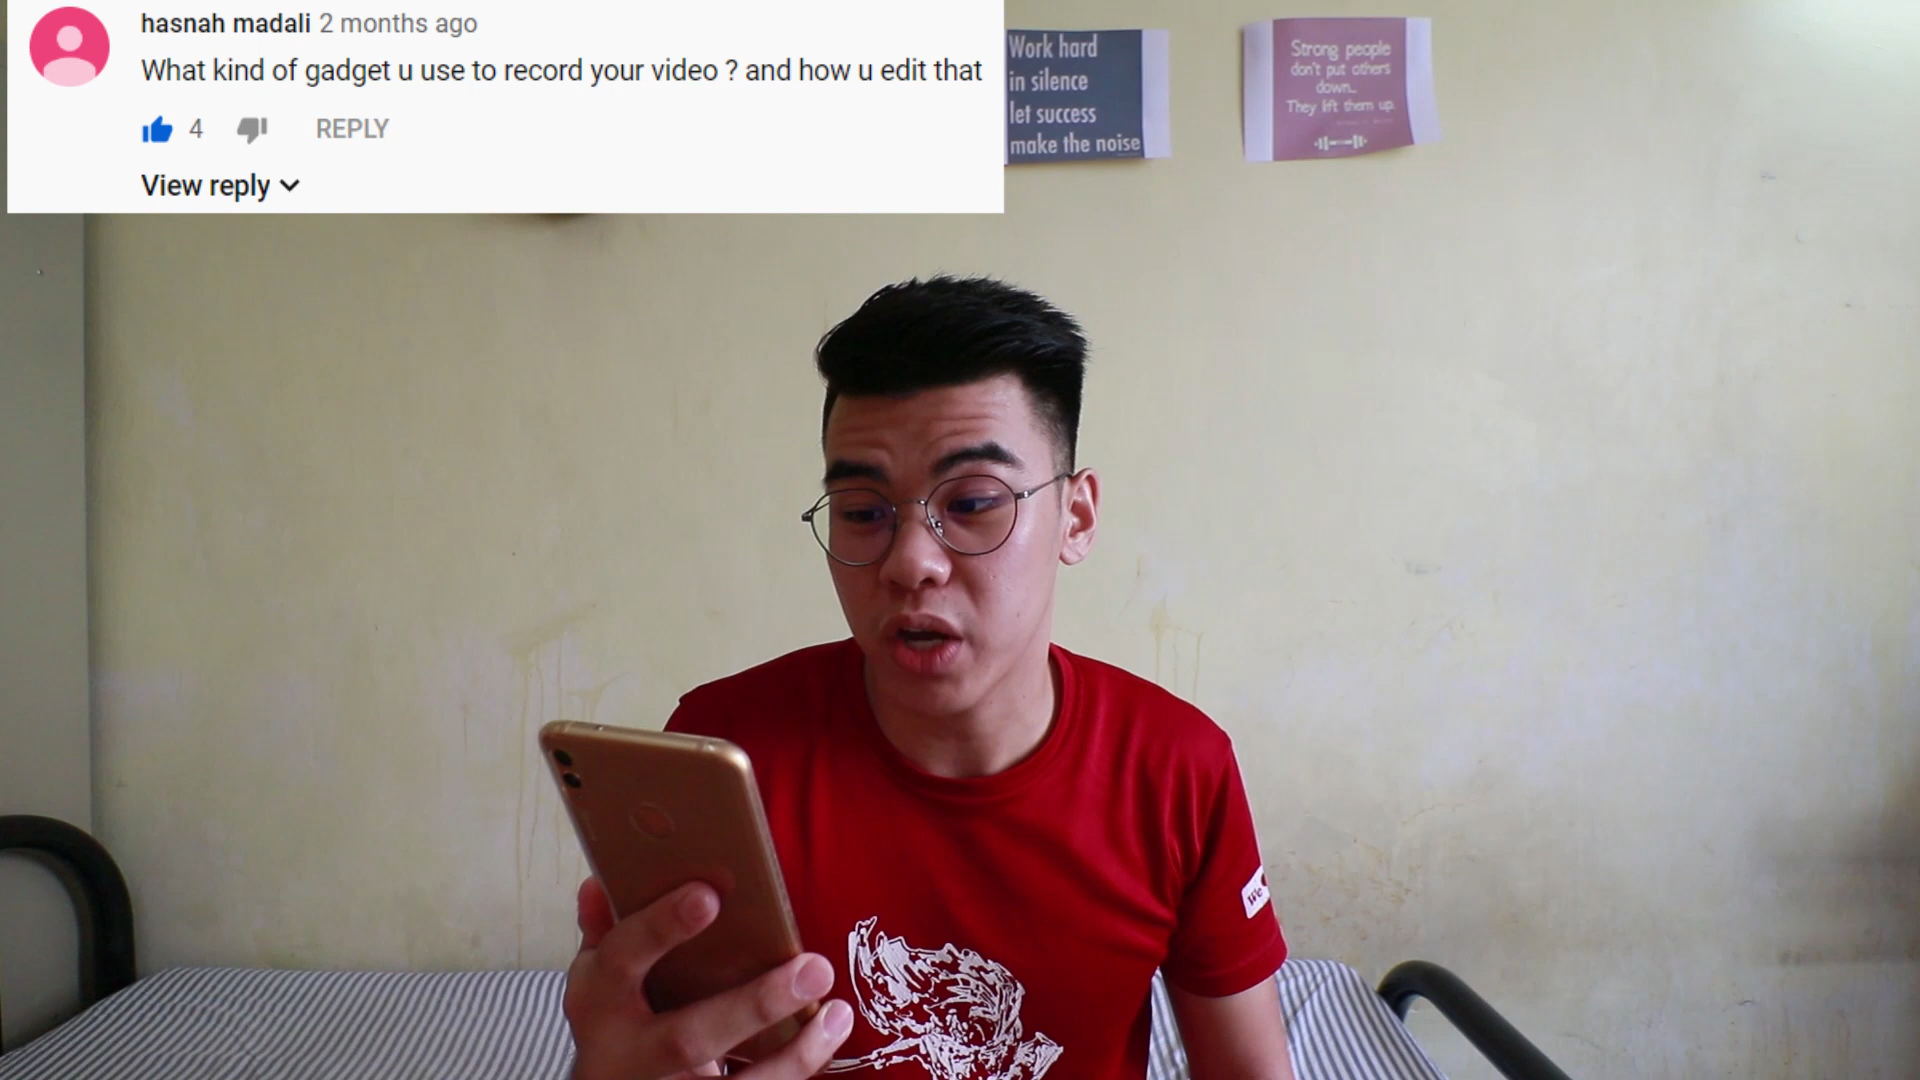 hasnah madali 2 months ago
What kind of gadget u use to record your video ? and how u edit that
4
REPLY
View reply
Work hard
in silence
let success
make the noise
Strong people
don't put others
down...
They lift them up.
We